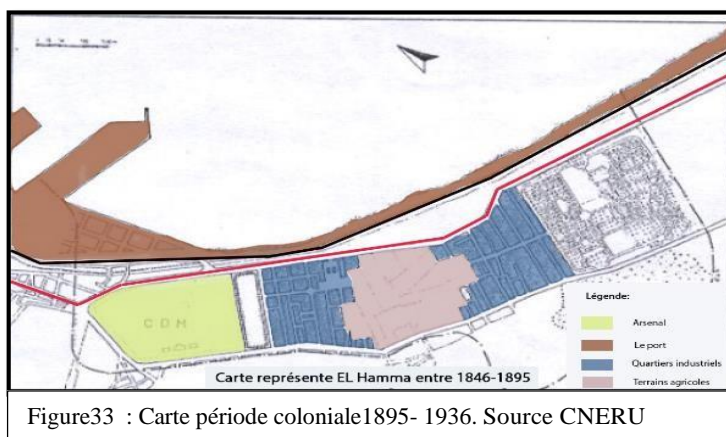 C D M
Légende:
Arsenal
Le port
Quartiers industriels
Terrains agricoles
Carte représente EL Hamma entre 1846-1895
Figure33 : Carte période coloniale1895- 1936. Source CNERU